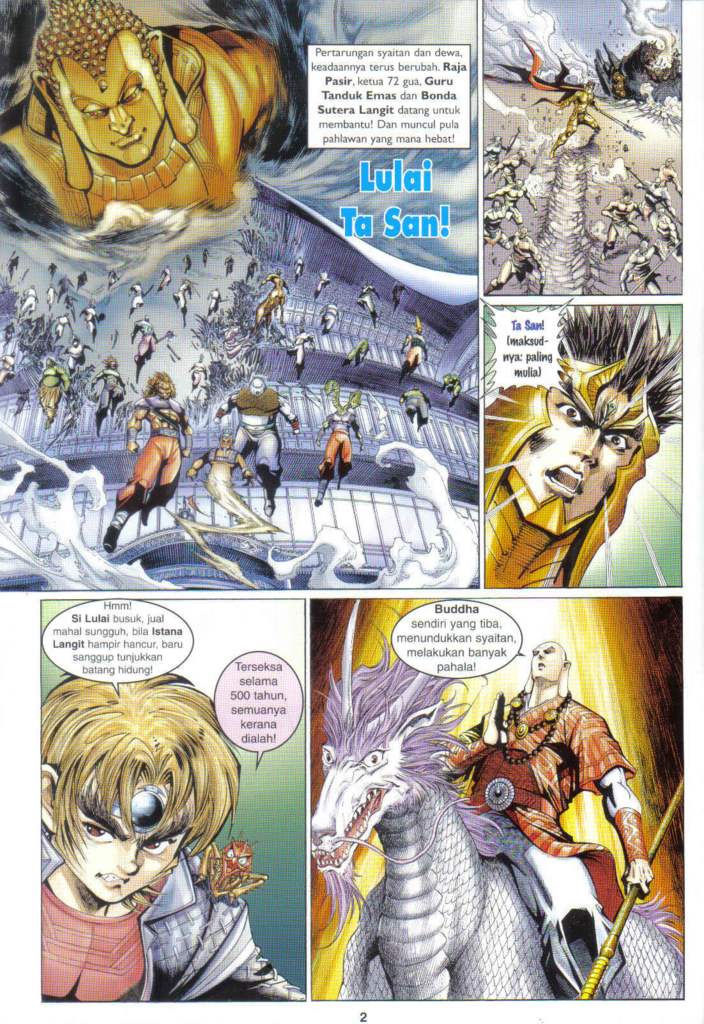 Pertarungan syaitan dan dewa,
keadaannya terus berubah. Raja
Pasir, ketua 72 gua, Guru
Tanduk Emas dan Bonda
Sutera Langit datang untuk
membantu! Dan muncul pula
pahlawan yang mana hebat!
Lulai
Ta San!
Ta San!
(maksud-
nya: paling
mulia)
Hmm!
Si Lulai busuk, jual
mahal sungguh, bila Istana
Langit hampir hancur, baru
sanggup tunjukkan
batang hidung!
Terseksa
selama
500 tahun,
semuanya
kerana
dialah!
Buddha
sendiri yang tiba,
menundukkan syaitan,
melakukan banyak
pahala!
2